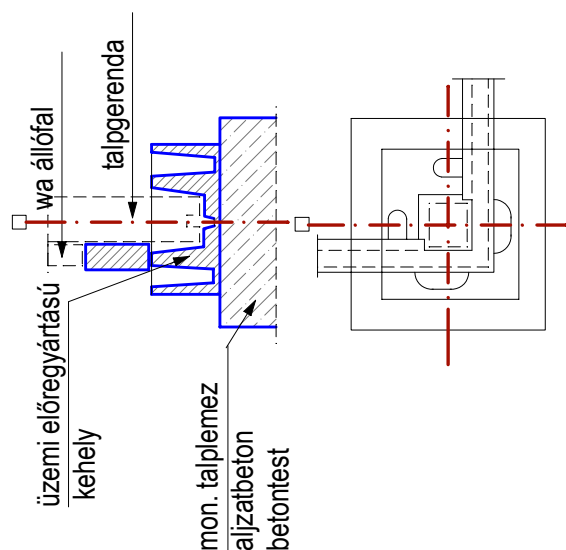 wa állófal
talpgerenda
üzemi előregyártású
kehely
mon. talplemez
aljzatbeton
betontest